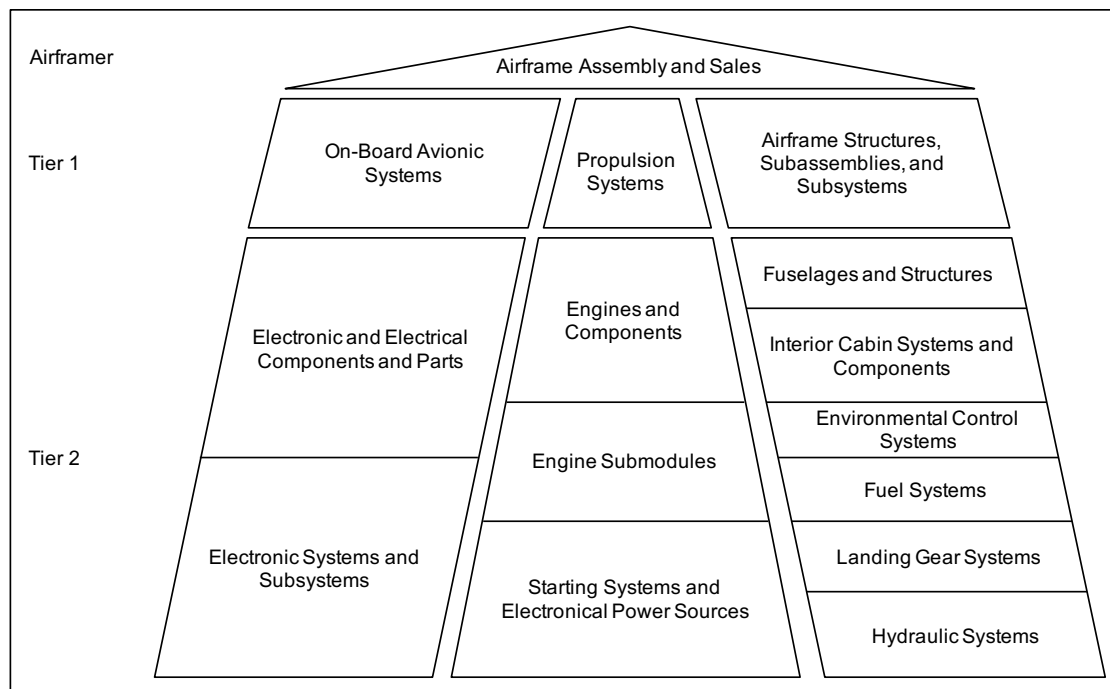 Airframer
Airframe Assembly and Sales
Tier 1
On-Board Avionic
Systems
Propulsion
Systems
Airframe Structures,
Subassemblies, and
Subsystems
Tier 2
Electronic and Electrical
Components and Parts
Electronic Systems and
Subsystems
Engines and
Components
Engine Submodules
Starting Systems and
Electronical Power Sources
Fuselages and Structures
Interior Cabin Systems and
Components
Environmental Control
Systems
Fuel Systems
Landing Gear Systems
Hydraulic Systems